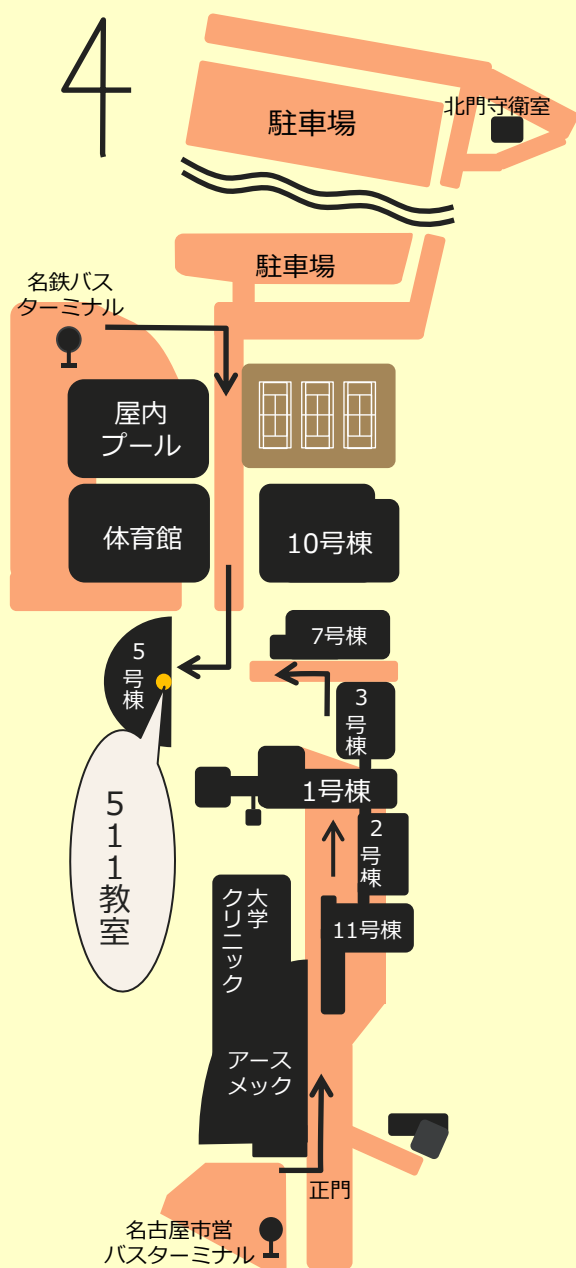 駐車場
北門守衛室
駐車場
名鉄バス
ターミナル
屋内
プール
体育館
10号棟
7号棟
5号棟
3号棟
1号棟
511教室
2号棟
大学
クリニック
11号棟
アース
メック
正門
名古屋市営
バスターミナル